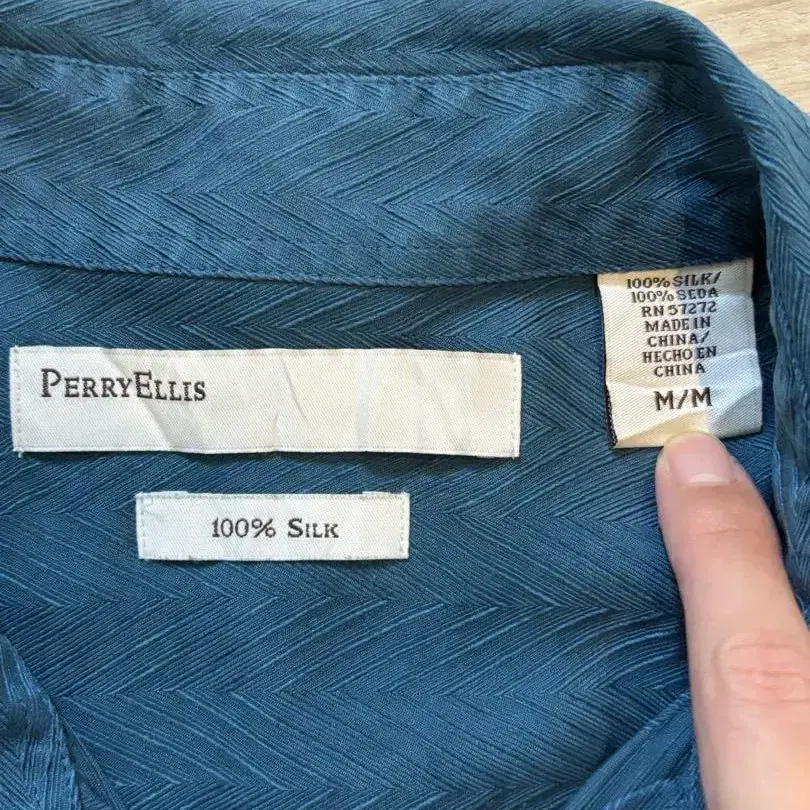 100% SILK/
100% SEDA
RN 57272
MADE IN
CHINA/
HECHO EN
CHINA
M/M
PERRYELLIS
100% SILK